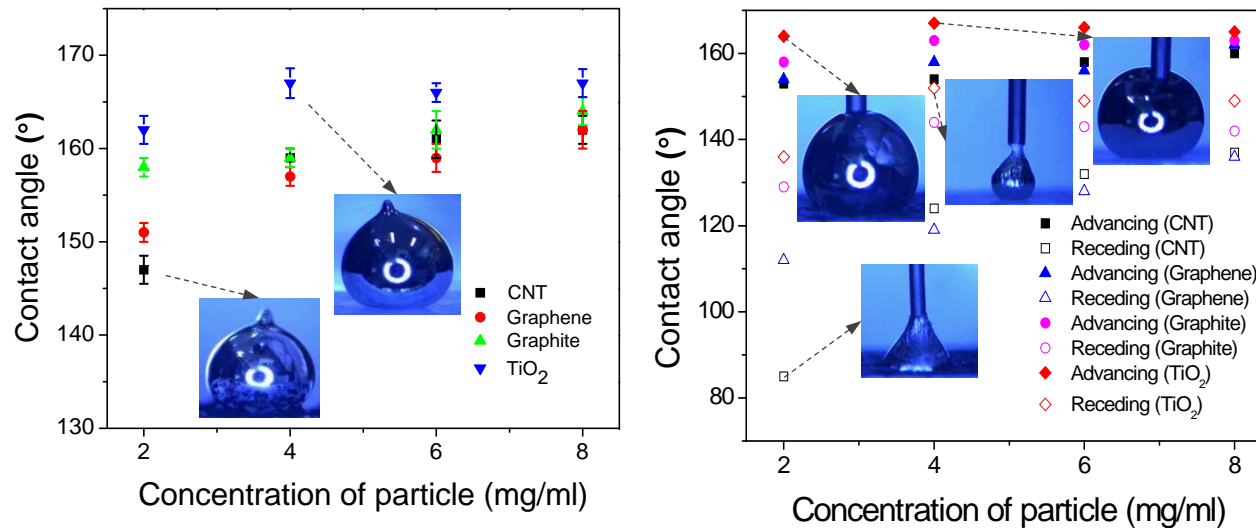 170
160
150
140
130
Contact angle (°)
2 4 6 8
Concentration of particle (mg/ml)
CNT
Graphene
Graphite
TiO₂
160
140
120
100
80
Contact angle (°)
2 4 6 8
Concentration of particle (mg/ml)
Advancing (CNT)
Receding (CNT)
Advancing (Graphene)
Receding (Graphene)
Advancing (Graphite)
Receding (Graphite)
Advancing (TiO₂)
Receding (TiO₂)